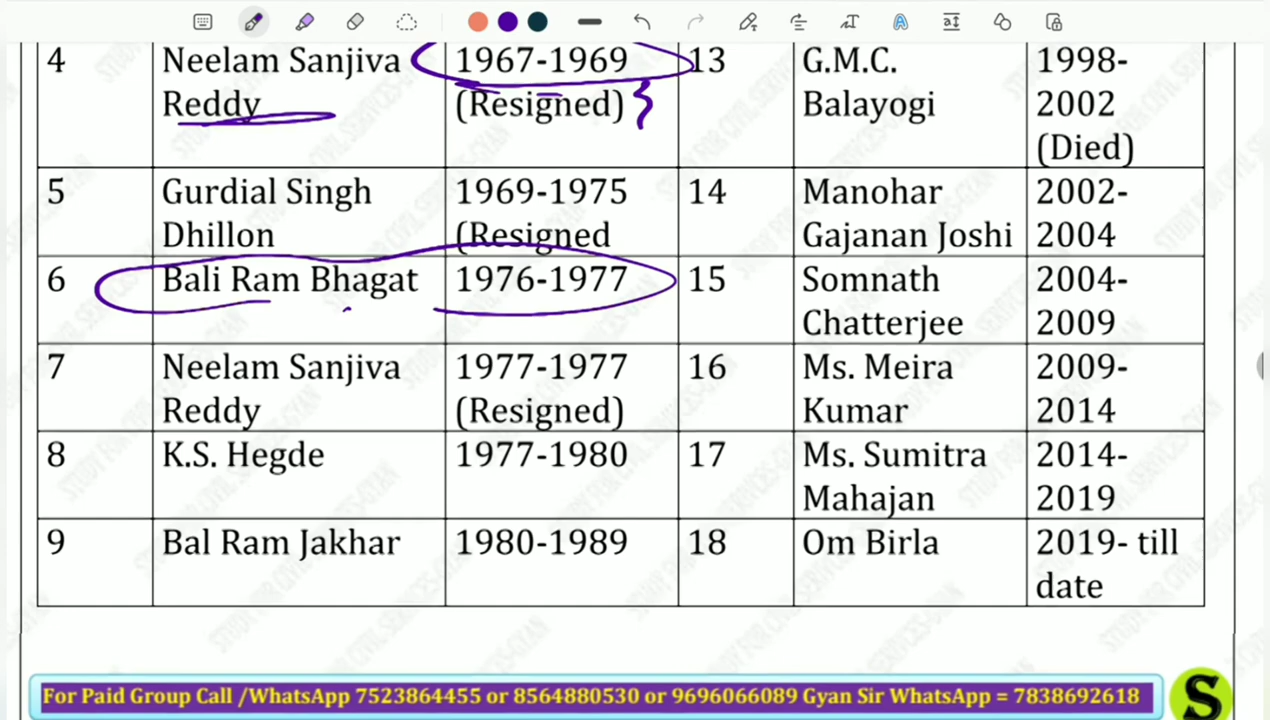 4 Neelam Sanjiva 1967-1969 13 G.M.C. 1998-
Reddy (Resigned) Balayogi 2002
(Died)
5 Gurdial Singh 1969-1975 14 Manohar 2002-
Dhillon (Resigned Gajanan Joshi 2004
6 Bali Ram Bhagat 1976-1977 15 Somnath 2004-
Chatterjee 2009
7 Neelam Sanjiva 1977-1977 16 Ms. Meira 2009-
Reddy (Resigned) Kumar 2014
8 K.S. Hegde 1977-1980 17 Ms. Sumitra 2014-
Mahajan 2019
9 Bal Ram Jakhar 1980-1989 18 Om Birla 2019- till
date
For Paid Group Call /WhatsApp 7523864455 or 8564880530 or 9696066089 Gyan Sir WhatsApp = 7838692618
S